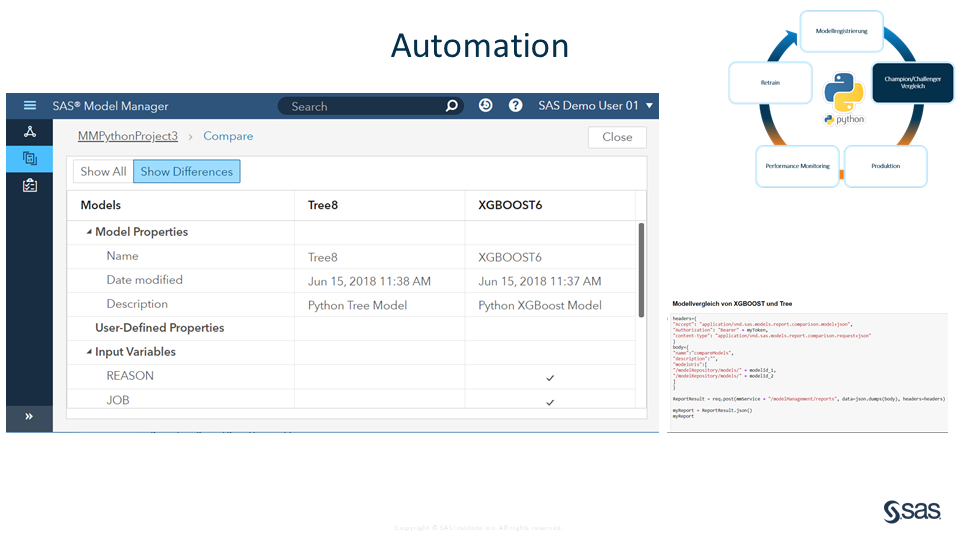 Automation
Modellregistrierung
Retrain
Champion/Challenger
Vergleich
python
Performance Monitoring
Produktion
SAS® Model Manager
Search
SAS Demo User 01
MMPythonProject3 > Compare
Close
Show All Show Differences
Models Tree8 XGBOOST6
Model Properties
Name Tree8 XGBOOST6
Date modified Jun 15, 2018 11:38 AM Jun 15, 2018 11:37 AM
Description Python Tree Model Python XGBoost Model
User-Defined Properties
Input Variables
REASON ✓
JOB ✓
Modellvergleich von XGBOOST und Tree
headers={
"Accept": "application/vnd.sas.models.report.comparison.model+json",
"Authorization": "Bearer" + myToken,
"content-type": "application/vnd.sas.models.report.comparison.request+json"
}
body={
"name":"compareModels",
"description":"",
"modelUris":[
"/modelRepository/models/" + modelid_1,
"/modelRepository/models/" + modelid_2
]
}
ReportResult = req.post(mmService + "/modelManagement/reports", data=json.dumps(body), headers=headers)
myReport = ReportResult.json()
myReport
sas
Copyright © SAS Institute Inc. All rights reserved.